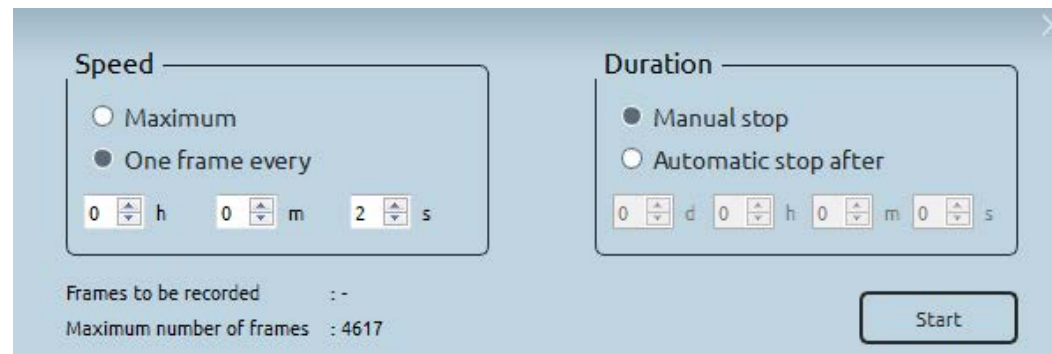 Speed
Maximum
One frame every
0 h 0 m 2 s
Duration
Manual stop
Automatic stop after
0 d 0 h 0 m 0 s
Frames to be recorded : -
Maximum number of frames : 4617
Start